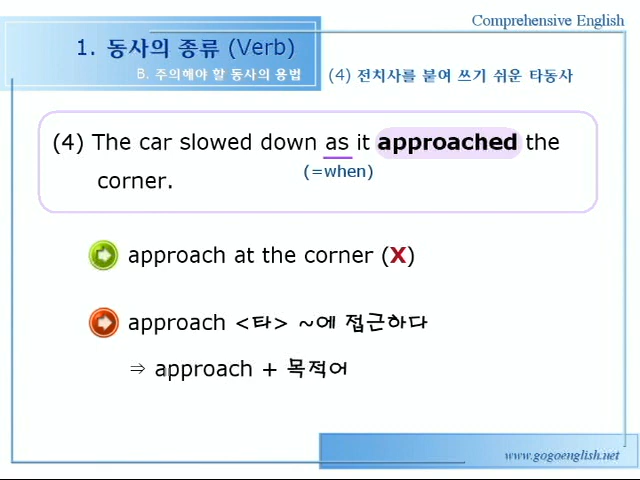 Comprehensive English
1. 동사의 종류 (Verb)
B. 주의해야 할 동사의 용법
(4) 전치사를 붙여 쓰기 쉬운 타동사
(4) The car slowed down as it approached the
(=when)
corner.
approach at the corner (X)
approach <타> ~에 접근하다
⇒ approach + 목적어
www.gogoenglish.net